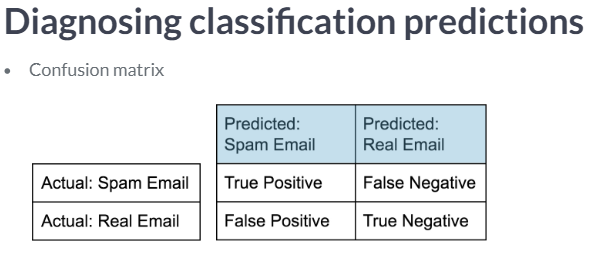 Diagnosing classification predictions
• Confusion matrix
Predicted: Predicted:
Spam Email Real Email
Actual: Spam Email True Positive False Negative
Actual: Real Email False Positive True Negative